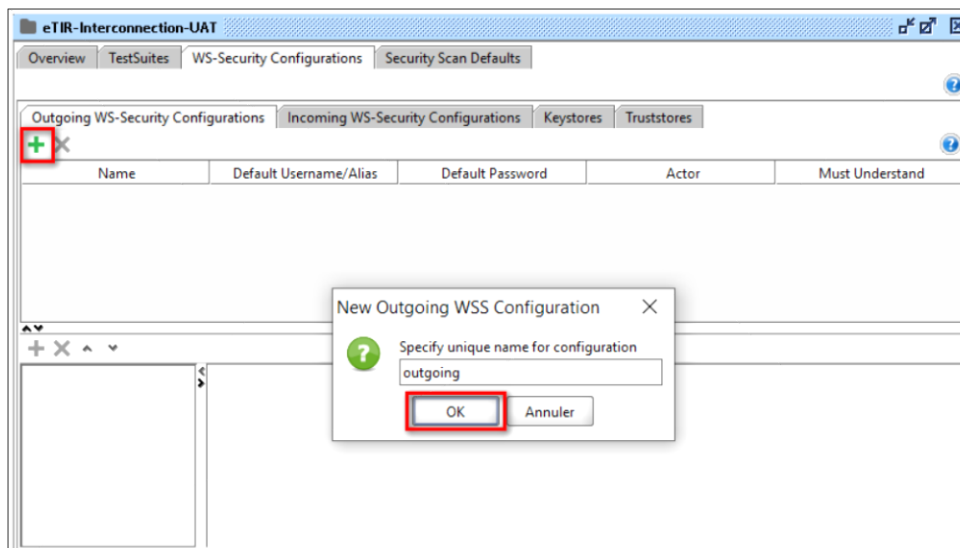 eTIR-Interconnection-UAT
Overview TestSuites WS-Security Configurations Security Scan Defaults
Outgoing WS-Security Configurations Incoming WS-Security Configurations Keystores Truststores
Name Default Username/Alias Default Password Actor Must Understand
New Outgoing WSS Configuration
Specify unique name for configuration
outgoing
OK Annuler